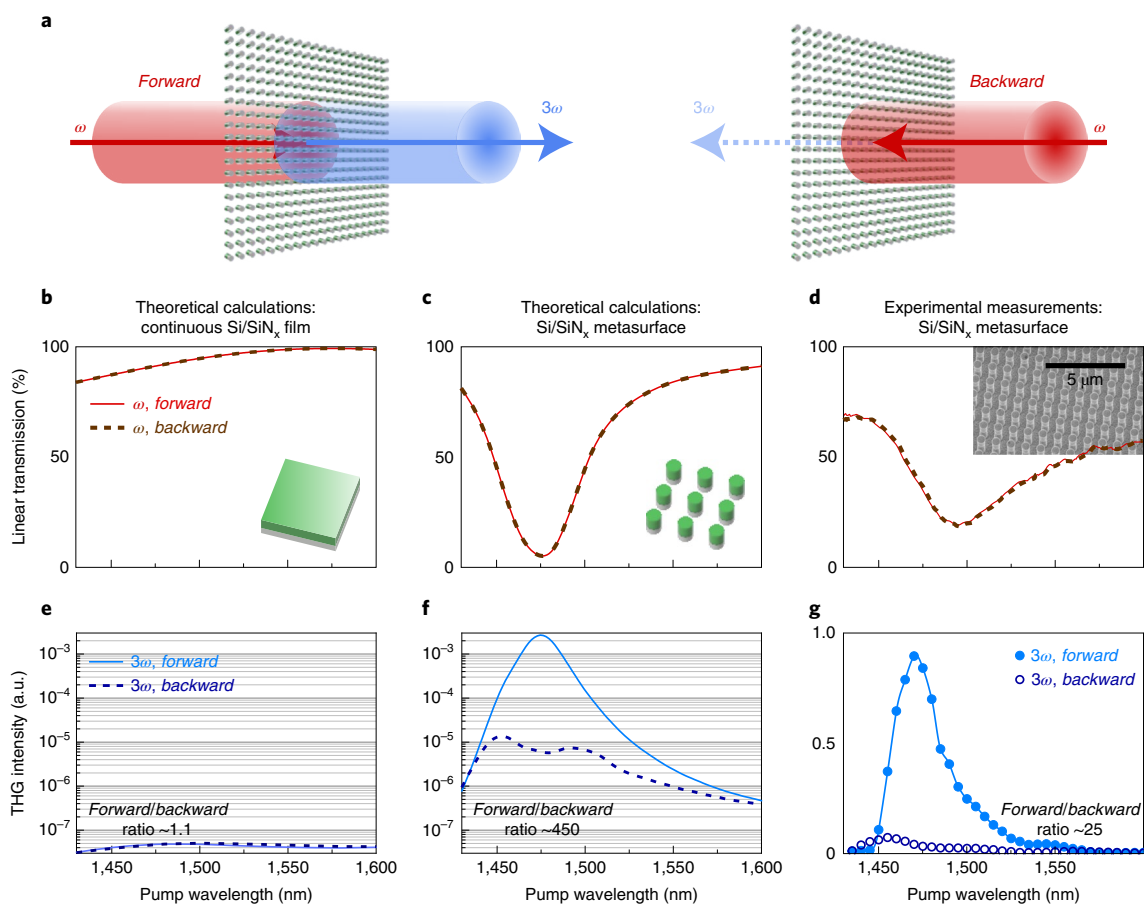 a
Forward
Backward
ω
3ω
3ω
ω
b
Theoretical calculations:
continuous Si/SiNx film
c
Theoretical calculations:
Si/SiNx metasurface
d
Experimental measurements:
Si/SiNx metasurface
Linear transmission (%)
100
50
0
ω, forward
ω, backward
100
50
0
100
50
0
5 μm
e
THG intensity (a.u.)
10−3
10−4
10−5
10−6
10−7
3ω, forward
3ω, backward
Forward/backward
ratio ~1.1
1,450
1,500
1,550
1,600
Pump wavelength (nm)
f
10−3
10−4
10−5
10−6
10−7
Forward/backward
ratio ~450
1,450
1,500
1,550
1,600
Pump wavelength (nm)
g
1.0
0.5
0
3ω, forward
3ω, backward
Forward/backward
ratio ~25
1,450
1,500
1,550
Pump wavelength (nm)